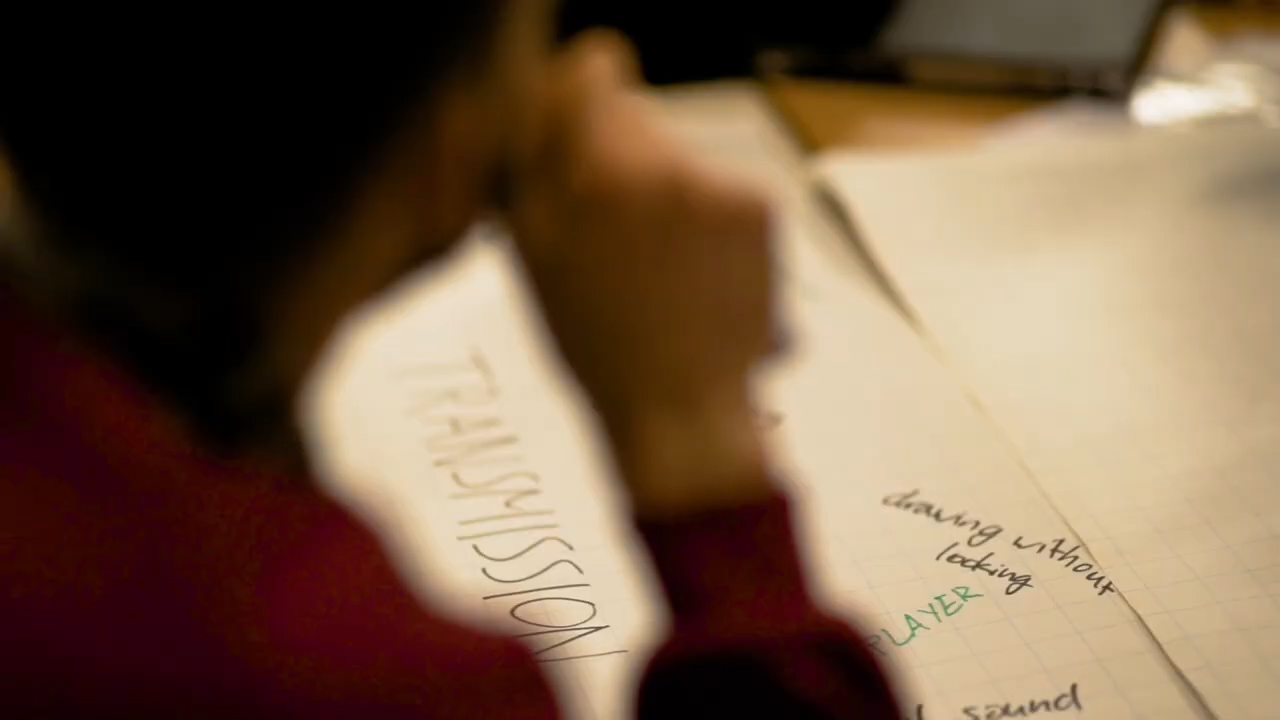 TRANSMISSION
drawing without
looking
PLAYER
sound